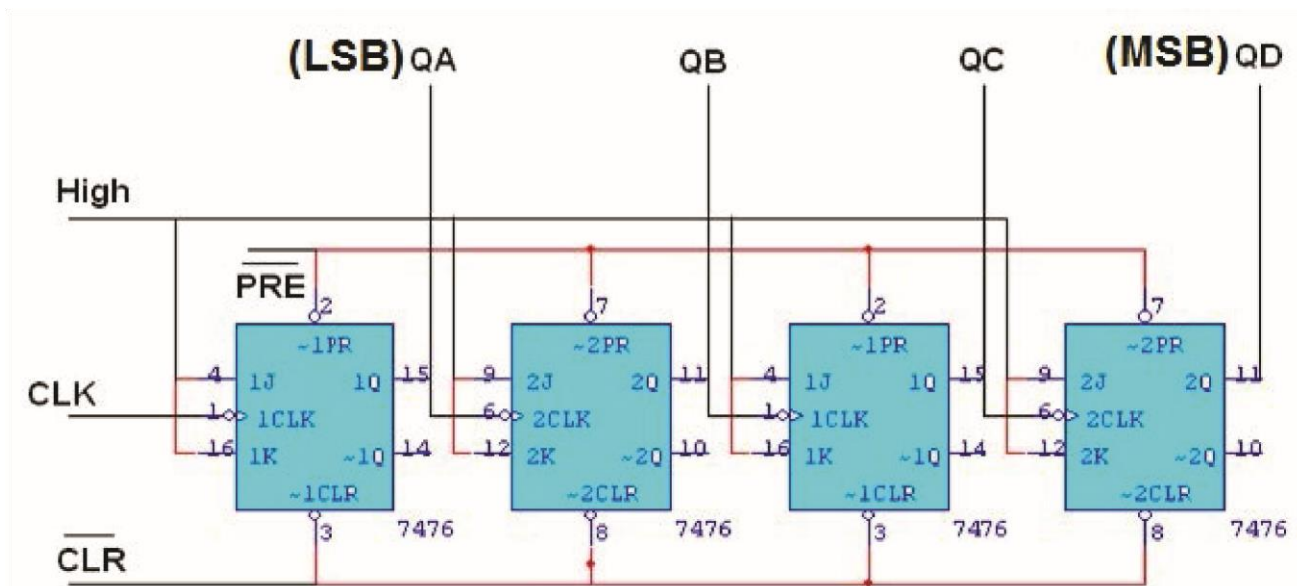 (LSB) QA QB QC (MSB) QD
High
PRE
2 7 2 7
~1PR ~2PR ~1PR ~2PR
4 1J 1Q 15 9 2J 2Q 11 4 1J 1Q 15 9 2J 2Q 11
CLK 1 1CLK 6 2CLK 1 1CLK 6 2CLK
16 1K ~1Q 14 12 2K ~2Q 10 16 1K ~1Q 14 12 2K ~2Q 10
~1CLR ~2CLR ~1CLR ~2CLR
3 7476 8 7476 3 7476 8 7476
CLR